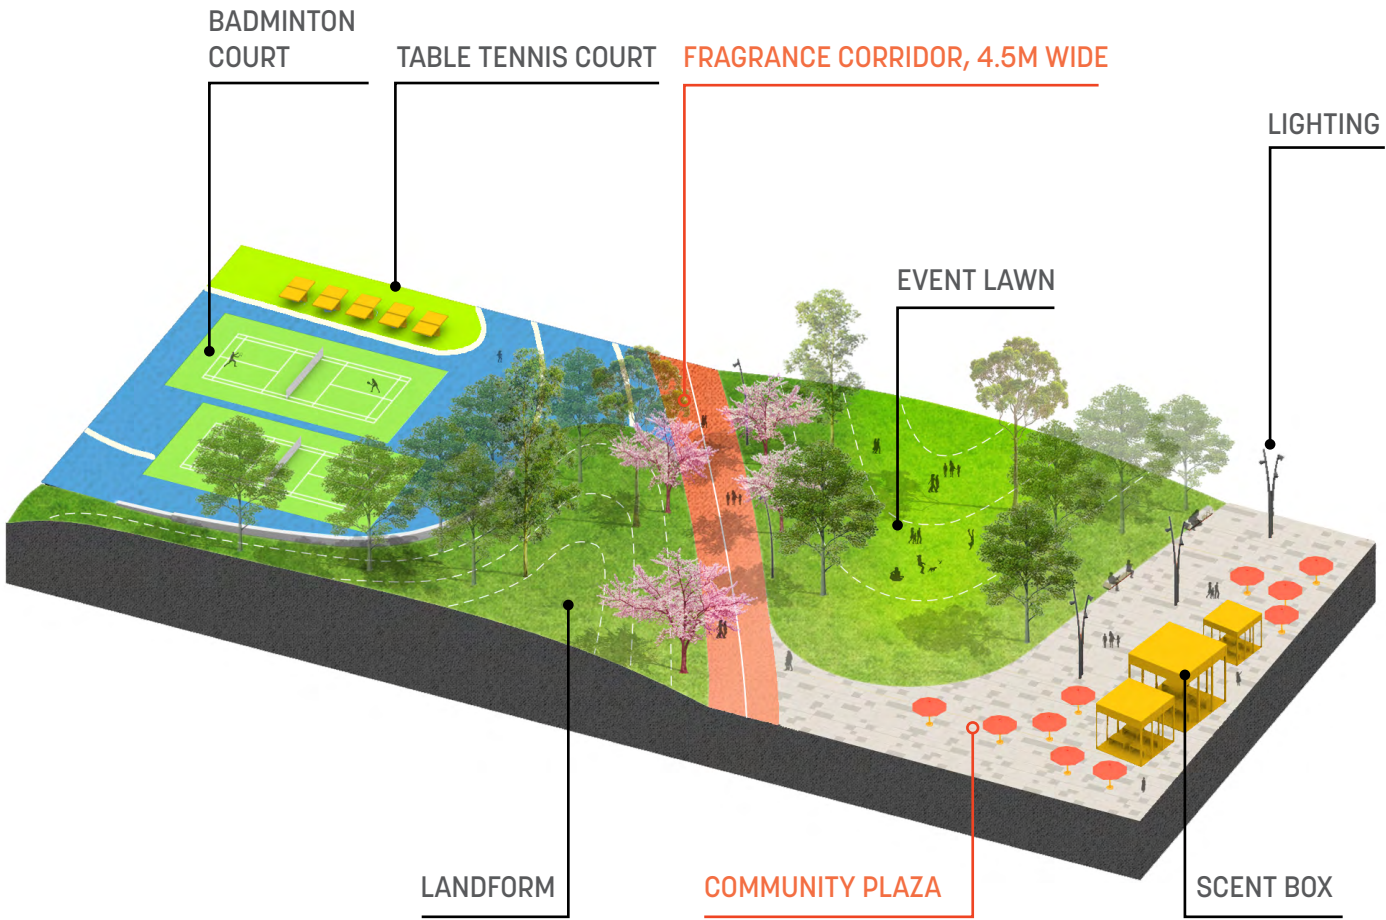 BADMINTON
COURT
TABLE TENNIS COURT
FRAGRANCE CORRIDOR, 4.5M WIDE
LIGHTING
EVENT LAWN
LANDFORM
COMMUNITY PLAZA
SCENT BOX